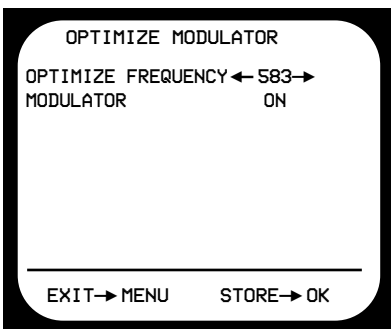 OPTIMIZE MODULATOR
OPTIMIZE FREQUENCY ← 583 →
MODULATOR ON
EXIT → MENU STORE → OK